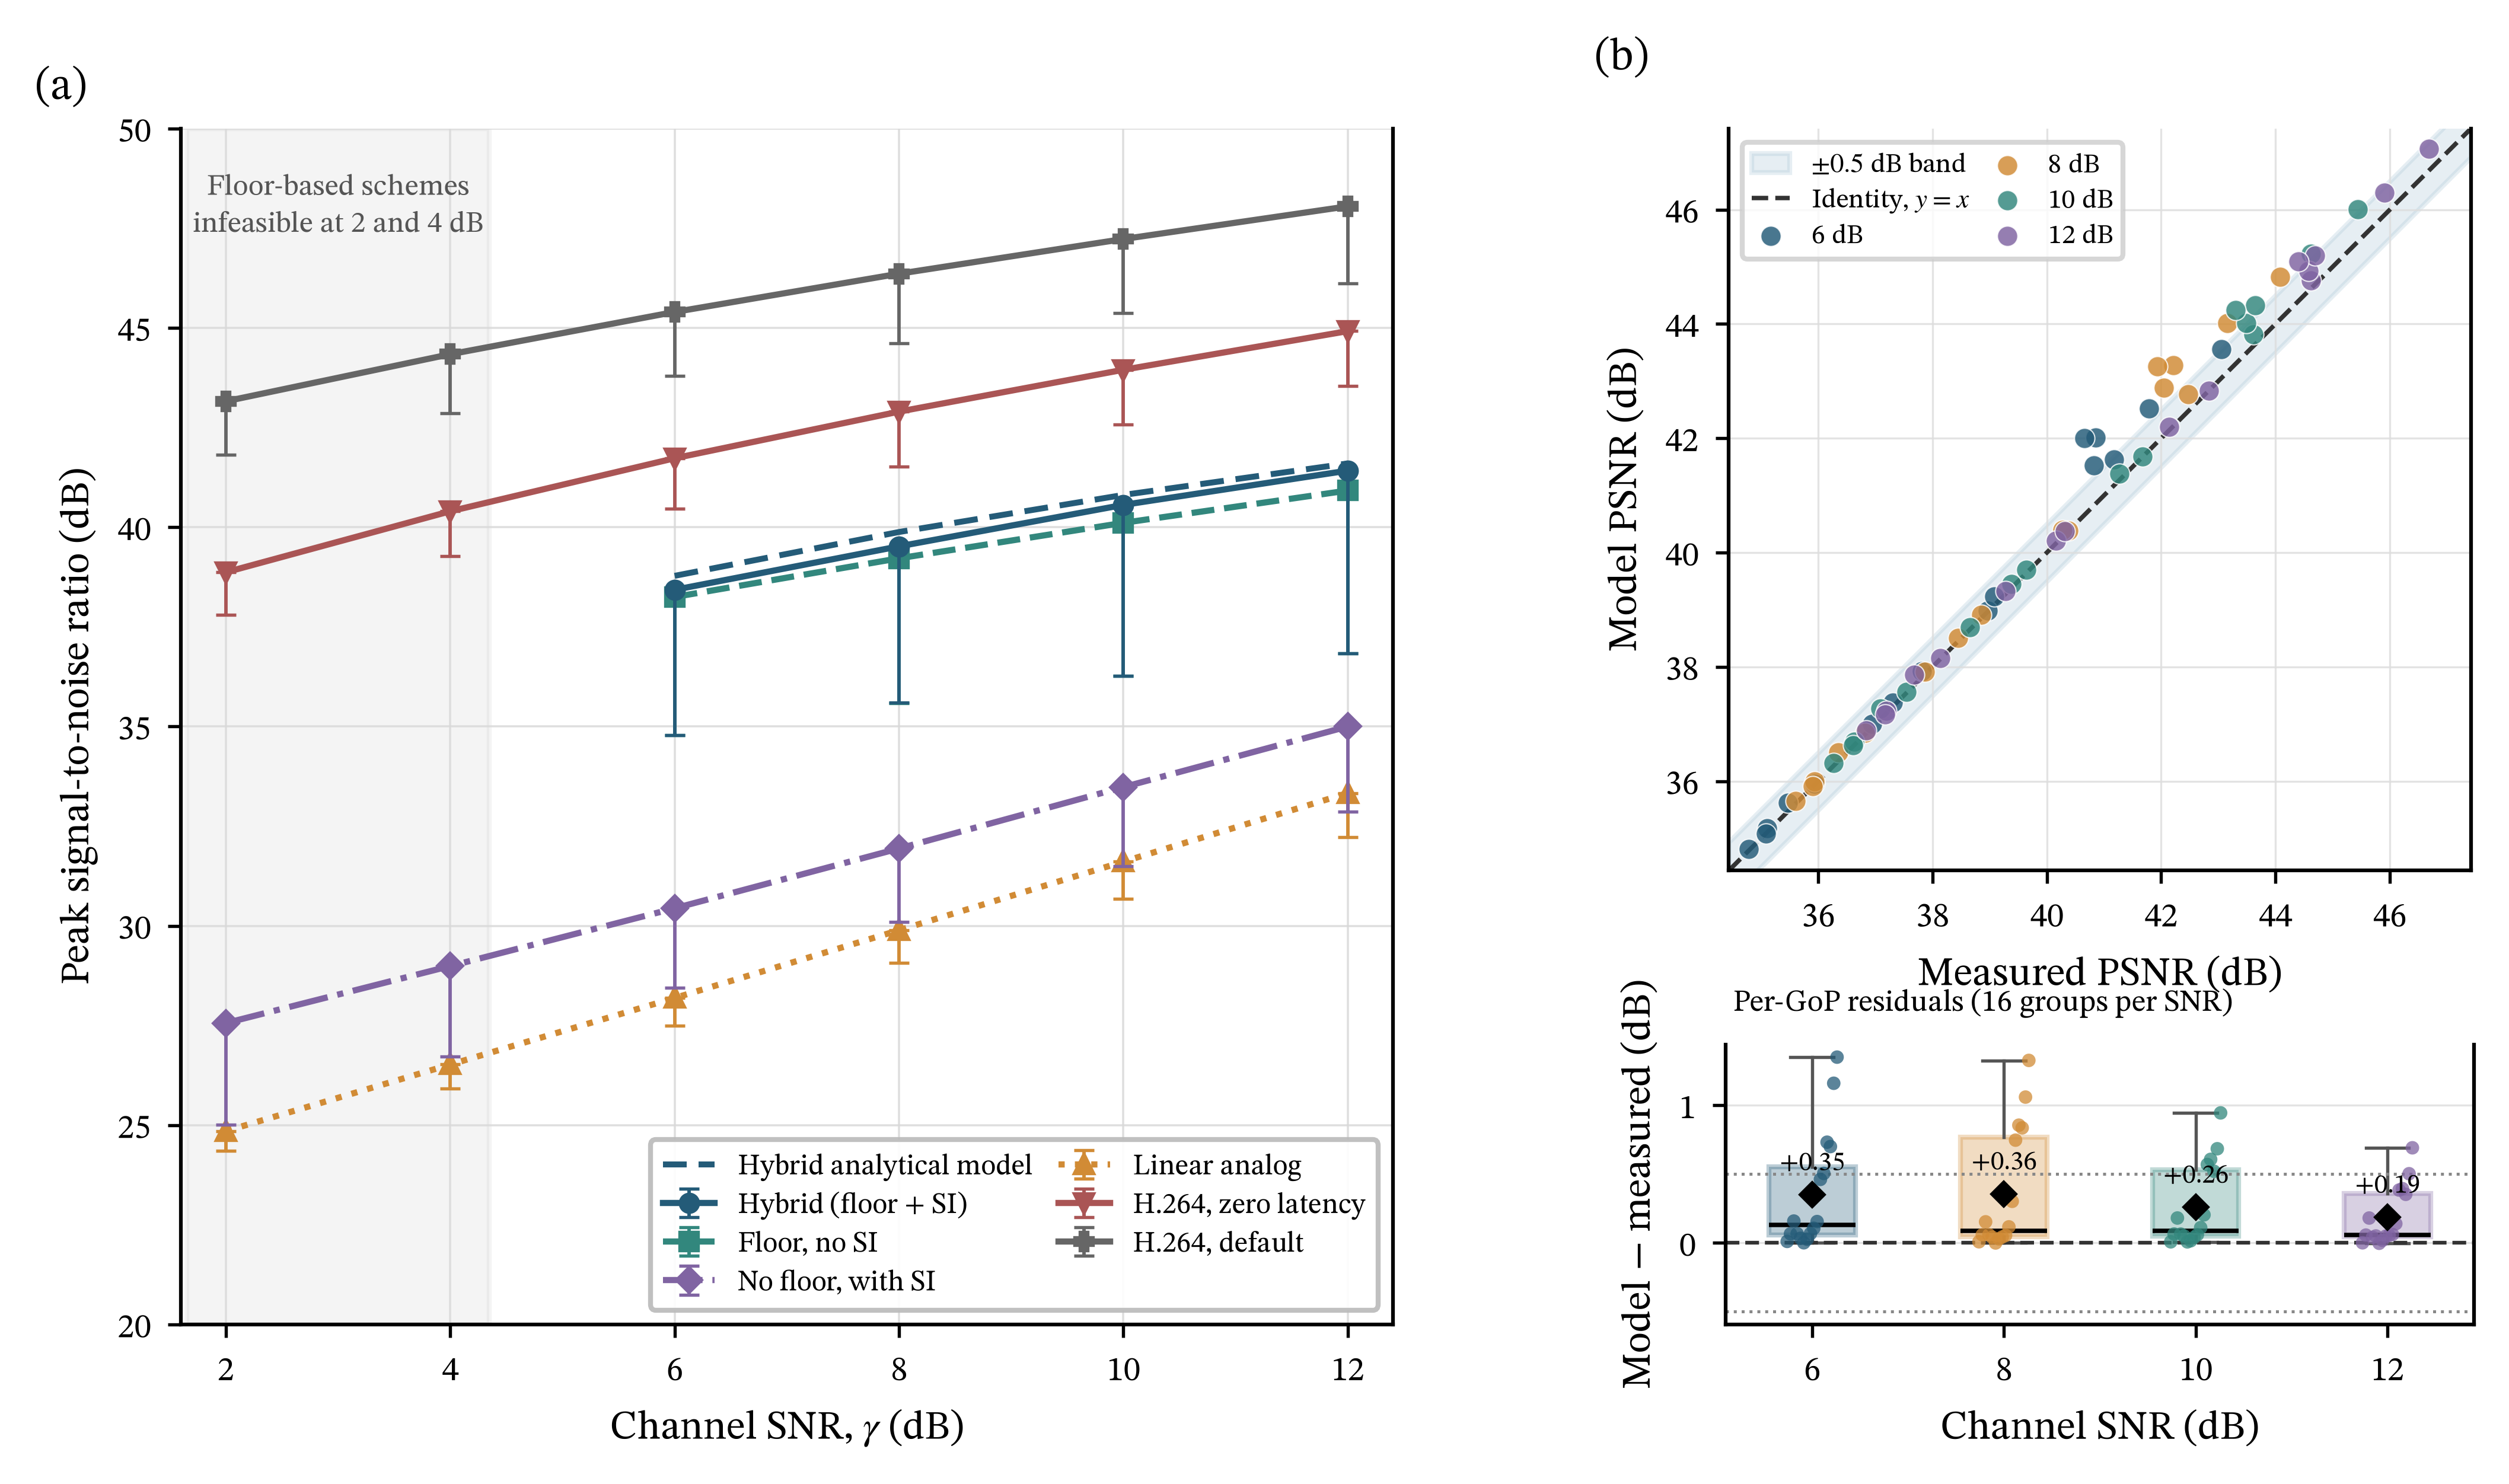 (a)
50
45
40
35
30
25
20
Peak signal-to-noise ratio (dB)
Floor-based schemes
infeasible at 2 and 4 dB
Hybrid analytical model
Hybrid (floor + SI)
Floor, no SI
No floor, with SI
Linear analog
H.264, zero latency
H.264, default
2
4
6
8
10
12
Channel SNR, γ (dB)
(b)
±0.5 dB band
Identity, y = x
6 dB
8 dB
10 dB
12 dB
46
44
42
40
38
36
Model PSNR (dB)
36
38
40
42
44
46
Measured PSNR (dB)
Per-GoP residuals (16 groups per SNR)
Model − measured (dB)
1
0
+0.35
+0.36
+0.26
+0.19
6
8
10
12
Channel SNR (dB)